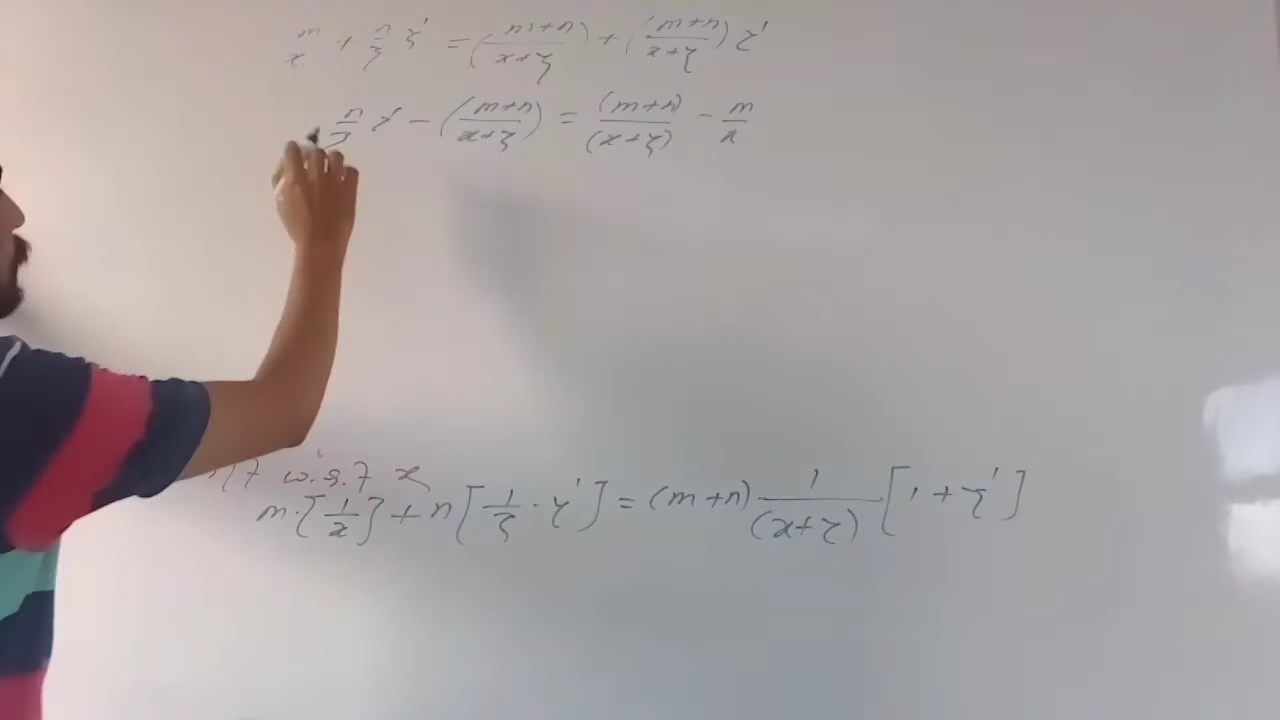 m/x + n/y y' = (m+n/x+y) + (m+n/x+y) y'
n/y y' - (m+n/x+y) = (m+n)/(x+y) - m/x
w.r.t x
m·[1/x] + n[1/y · y'] = (m+n) 1/(x+y) [1 + y']